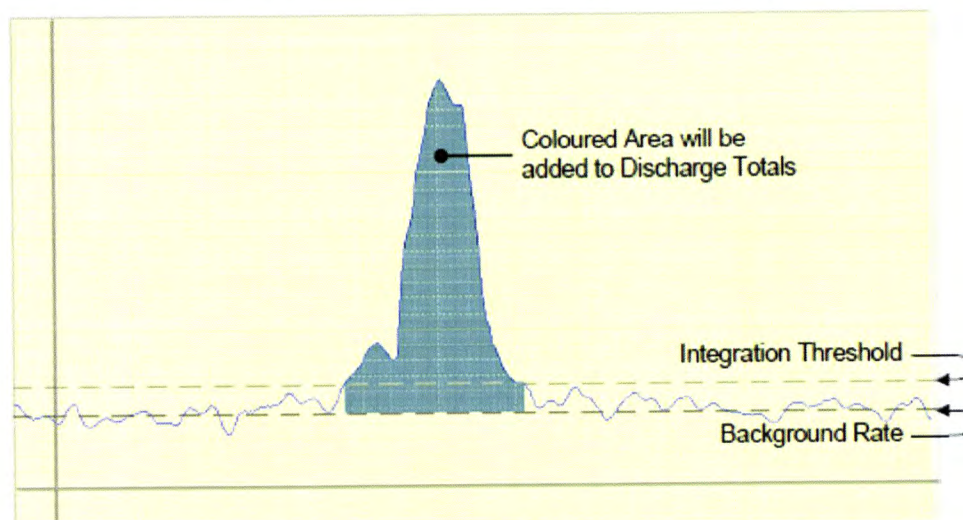 Coloured Area will be
added to Discharge Totals
Integration Threshold
Background Rate